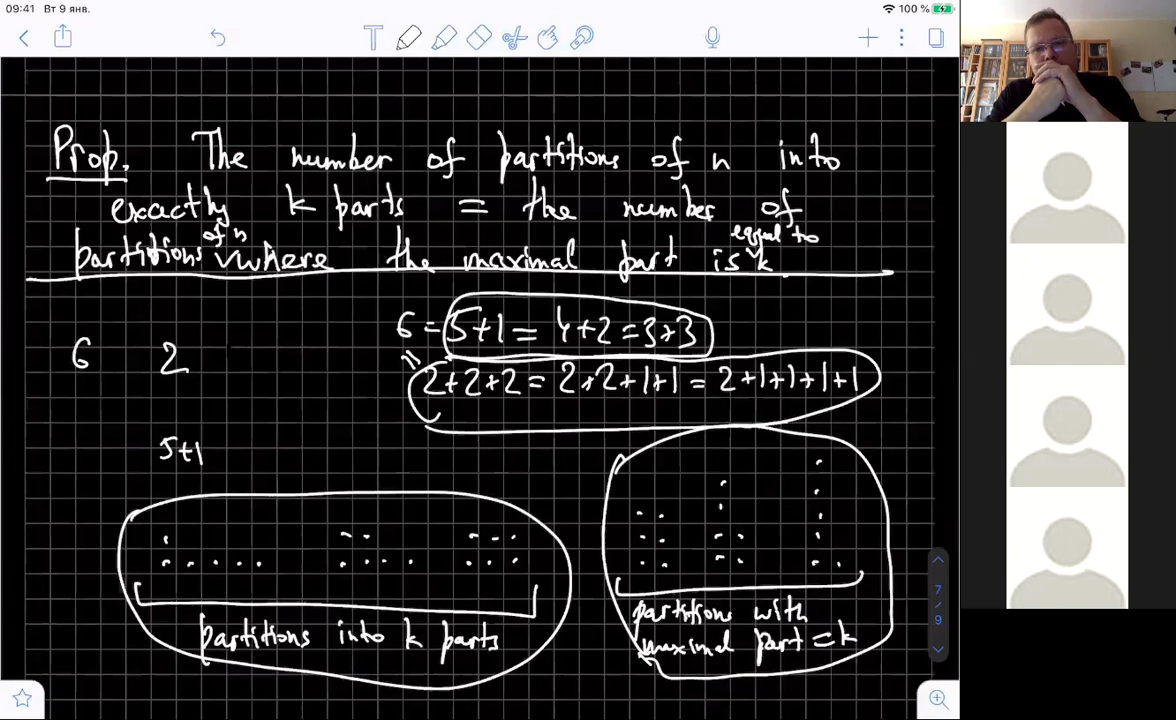 09:41 Вт 9 янв.
100 %
Prop. The number of partitions of n into
exactly k parts = the number of
partitions of n where the maximal part is equal to k.
6 = 5+1 = 4+2 = 3+3
6 2
2+2+2 = 2+2+1+1 = 2+1+1+1+1
5+1
partitions into k parts
partitions with
maximal part = k
7
/
9